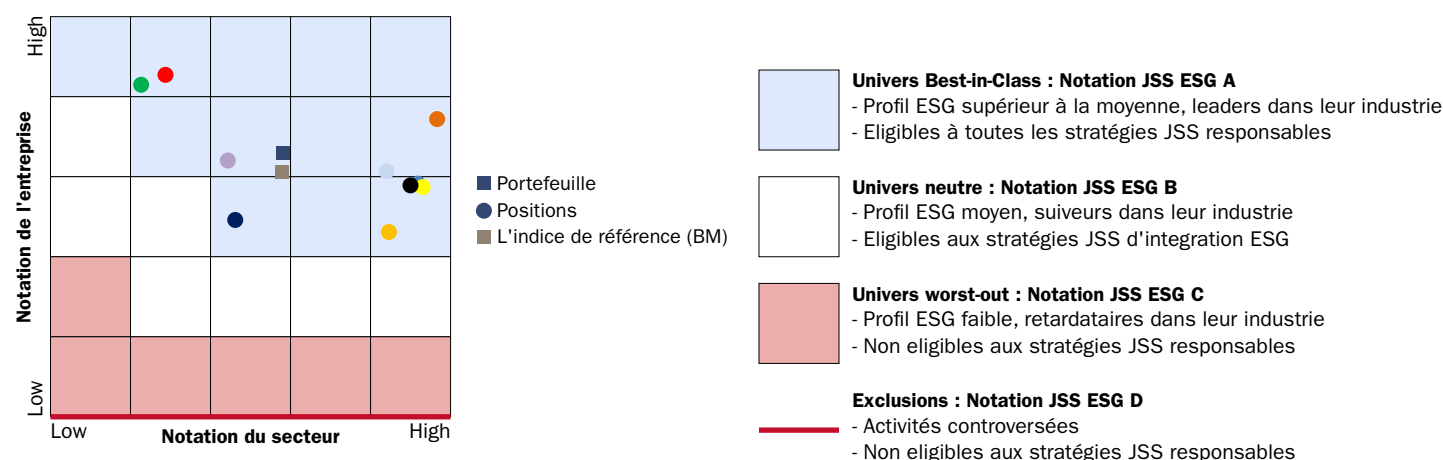 High
Notation de l'entreprise
Low
Low
Notation du secteur
High
Portefeuille
Positions
L'indice de référence (BM)
Univers Best-in-Class : Notation JSS ESG A
- Profil ESG supérieur à la moyenne, leaders dans leur industrie
- Eligibles à toutes les stratégies JSS responsables
Univers neutre : Notation JSS ESG B
- Profil ESG moyen, suiveurs dans leur industrie
- Eligibles aux stratégies JSS d'integration ESG
Univers worst-out : Notation JSS ESG C
- Profil ESG faible, retardataires dans leur industrie
- Non eligibles aux stratégies JSS responsables
Exclusions : Notation JSS ESG D
- Activités controversées
- Non eligibles aux stratégies JSS responsables